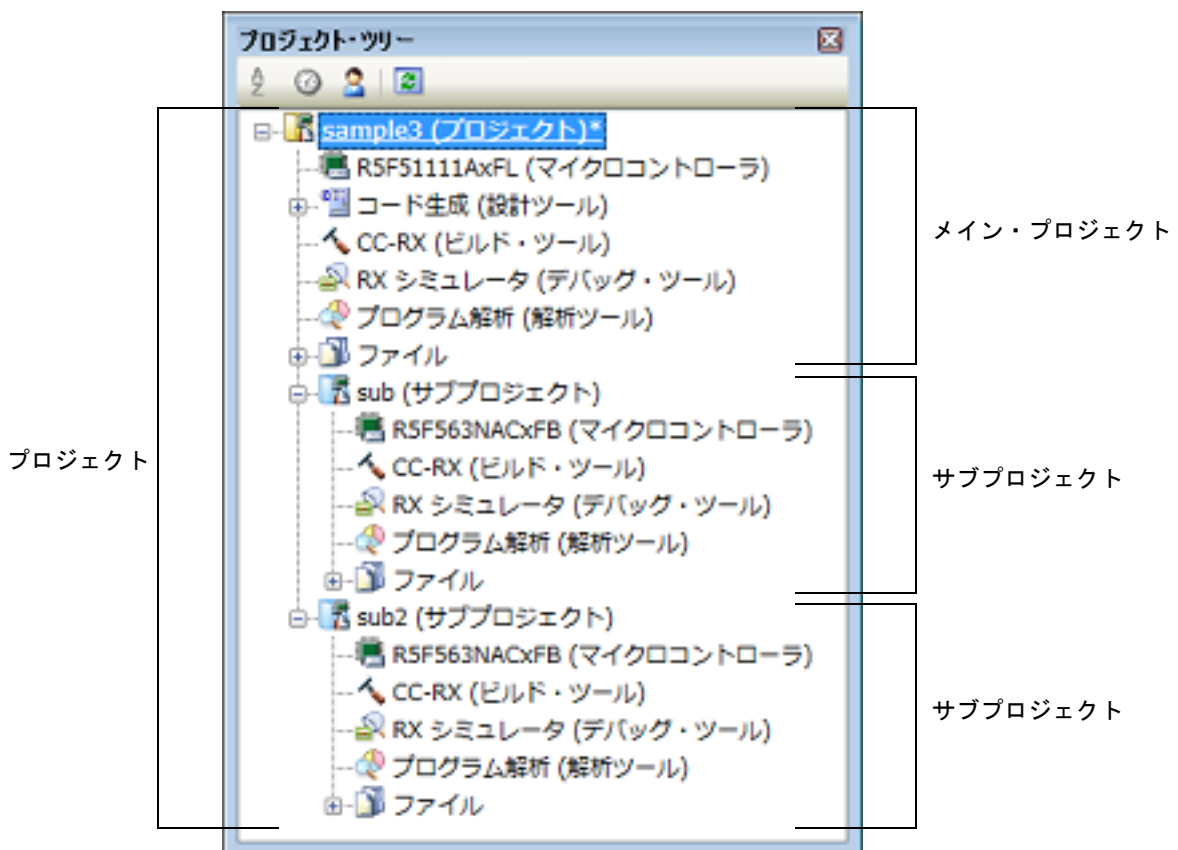 プロジェクト・ツリー
sample3 (プロジェクト)*
R5F51111AxFL (マイクロコントローラ)
コード生成 (設計ツール)
CC-RX (ビルド・ツール)
RX シミュレータ (デバッグ・ツール)
プログラム解析 (解析ツール)
ファイル
sub (サブプロジェクト)
R5F563NACxFB (マイクロコントローラ)
CC-RX (ビルド・ツール)
RX シミュレータ (デバッグ・ツール)
プログラム解析 (解析ツール)
ファイル
sub2 (サブプロジェクト)
R5F563NACxFB (マイクロコントローラ)
CC-RX (ビルド・ツール)
RX シミュレータ (デバッグ・ツール)
プログラム解析 (解析ツール)
ファイル
プロジェクト
メイン・プロジェクト
サブプロジェクト
サブプロジェクト